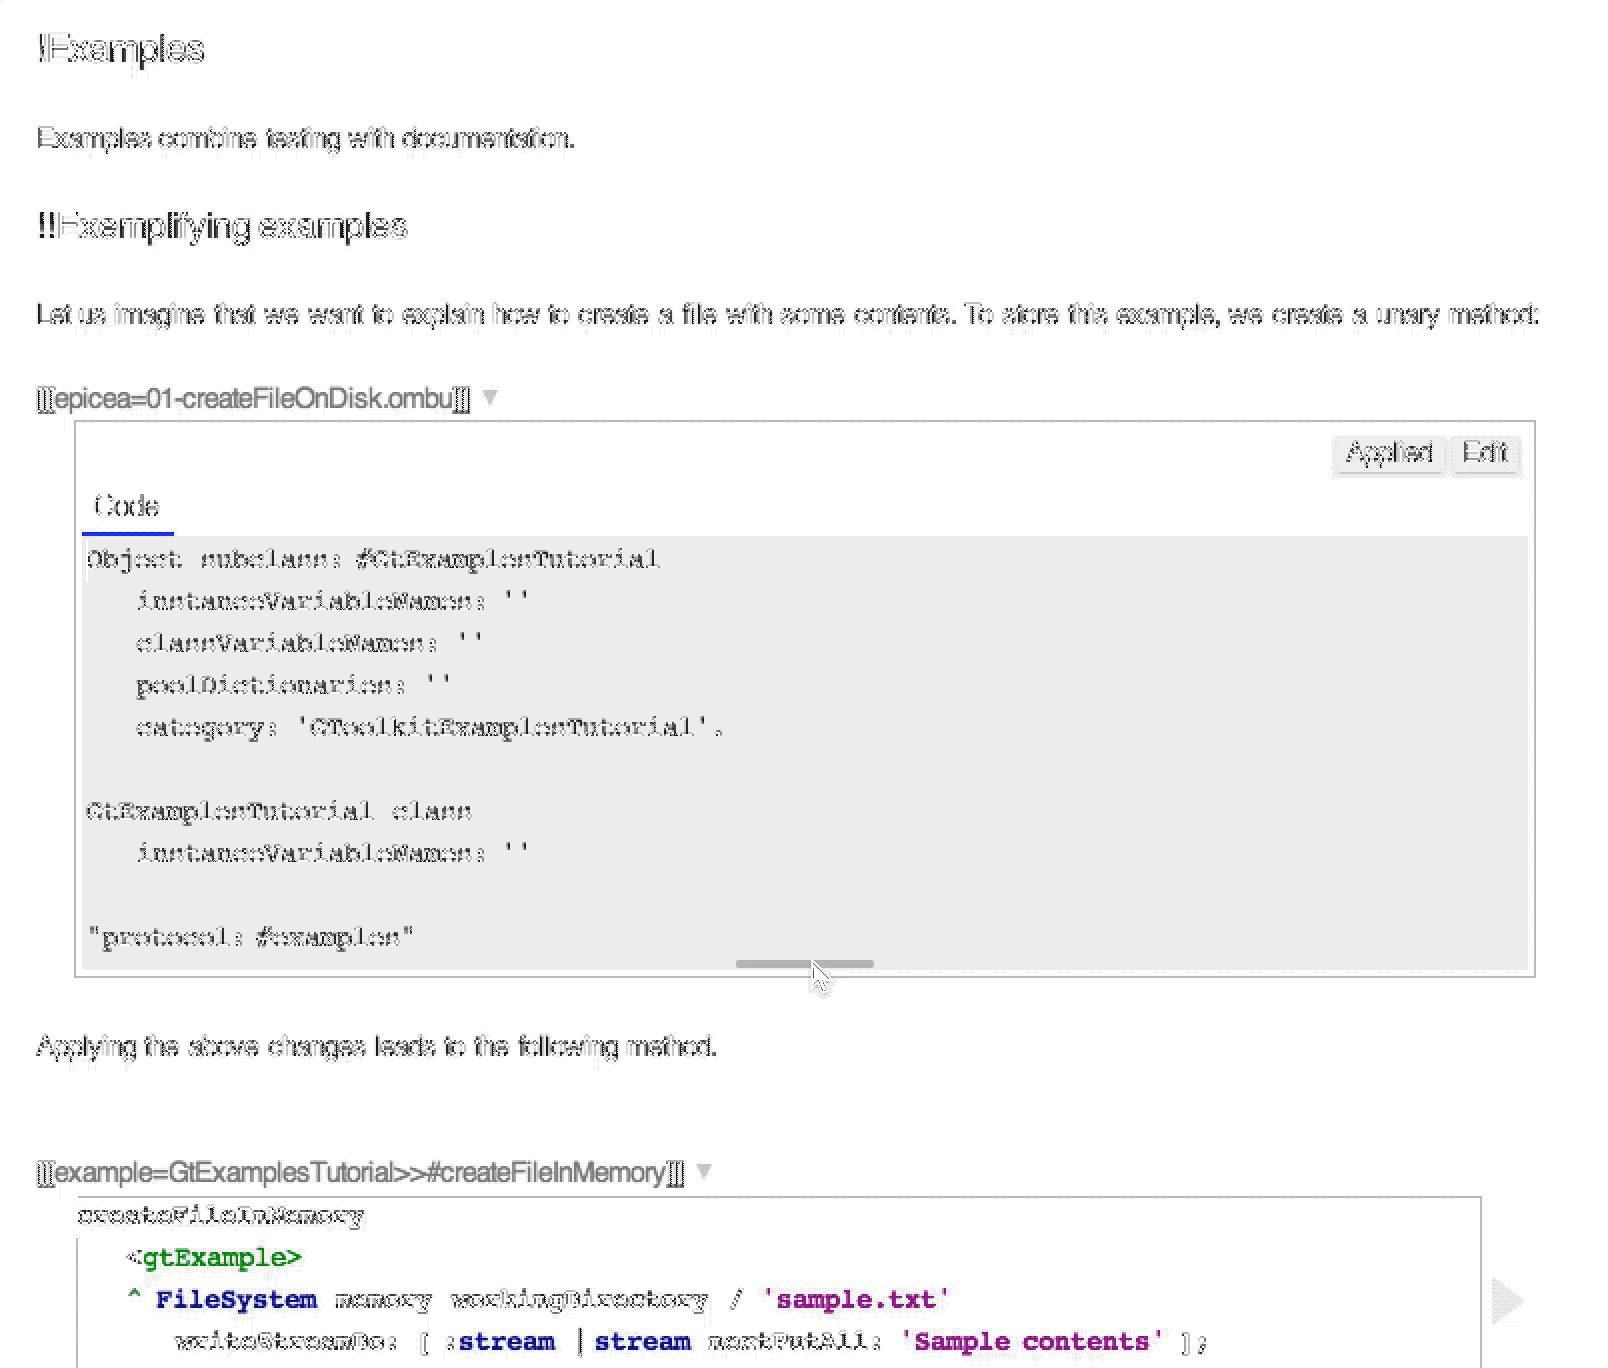 !Examples
Examples combine testing with documentation.
!!Exemplifying examples
Let us imagine that we want to explain how to create a file with some contents. To store this example, we create a unary method:
[[[epicea=01-createFileOnDisk.ombu]]] ▼
Applied Edit
Code
Object subclass: #GtExamplesTutorial
instanceVariableNames: ''
classVariableNames: ''
poolDictionaries: ''
category: 'GToolkitExamplesTutorial'.
GtExamplesTutorial class
instanceVariableNames: ''
"protocol: #examples"
Applying the above changes leads to the following method.
[[[example=GtExamplesTutorial>>#createFileInMemory]]] ▼
createFileInMemory
<gtExample>
^ FileSystem memory workingDirectory / 'sample.txt'
writeStreamDo: [ :stream | stream nextPutAll: 'Sample contents' ];